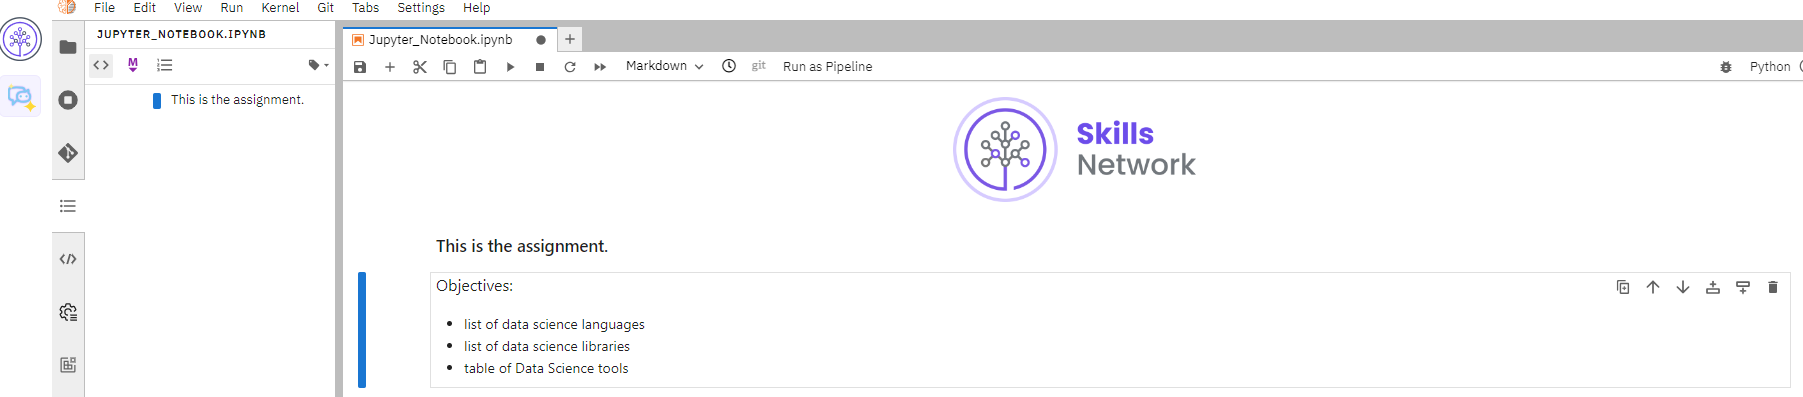 File Edit View Run Kernel Git Tabs Settings Help
JUPYTER_NOTEBOOK.IPYNB
Jupyter_Notebook.ipynb
M
Markdown
git
Run as Pipeline
Python
This is the assignment.
Skills
Network
This is the assignment.
Objectives:
list of data science languages
list of data science libraries
table of Data Science tools